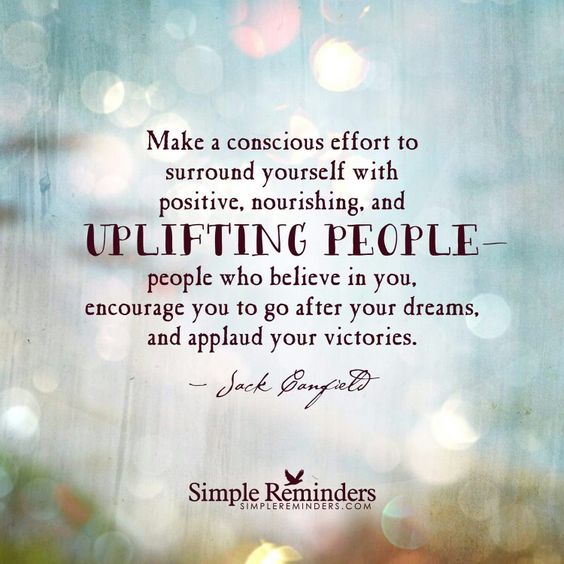 Make a conscious effort to
surround yourself with
positive, nourishing, and
UPLIFTING PEOPLE—
people who believe in you,
encourage you to go after your dreams,
and applaud your victories.
— Jack Canfield
Simple Reminders
SIMPLEREMINDERS.COM